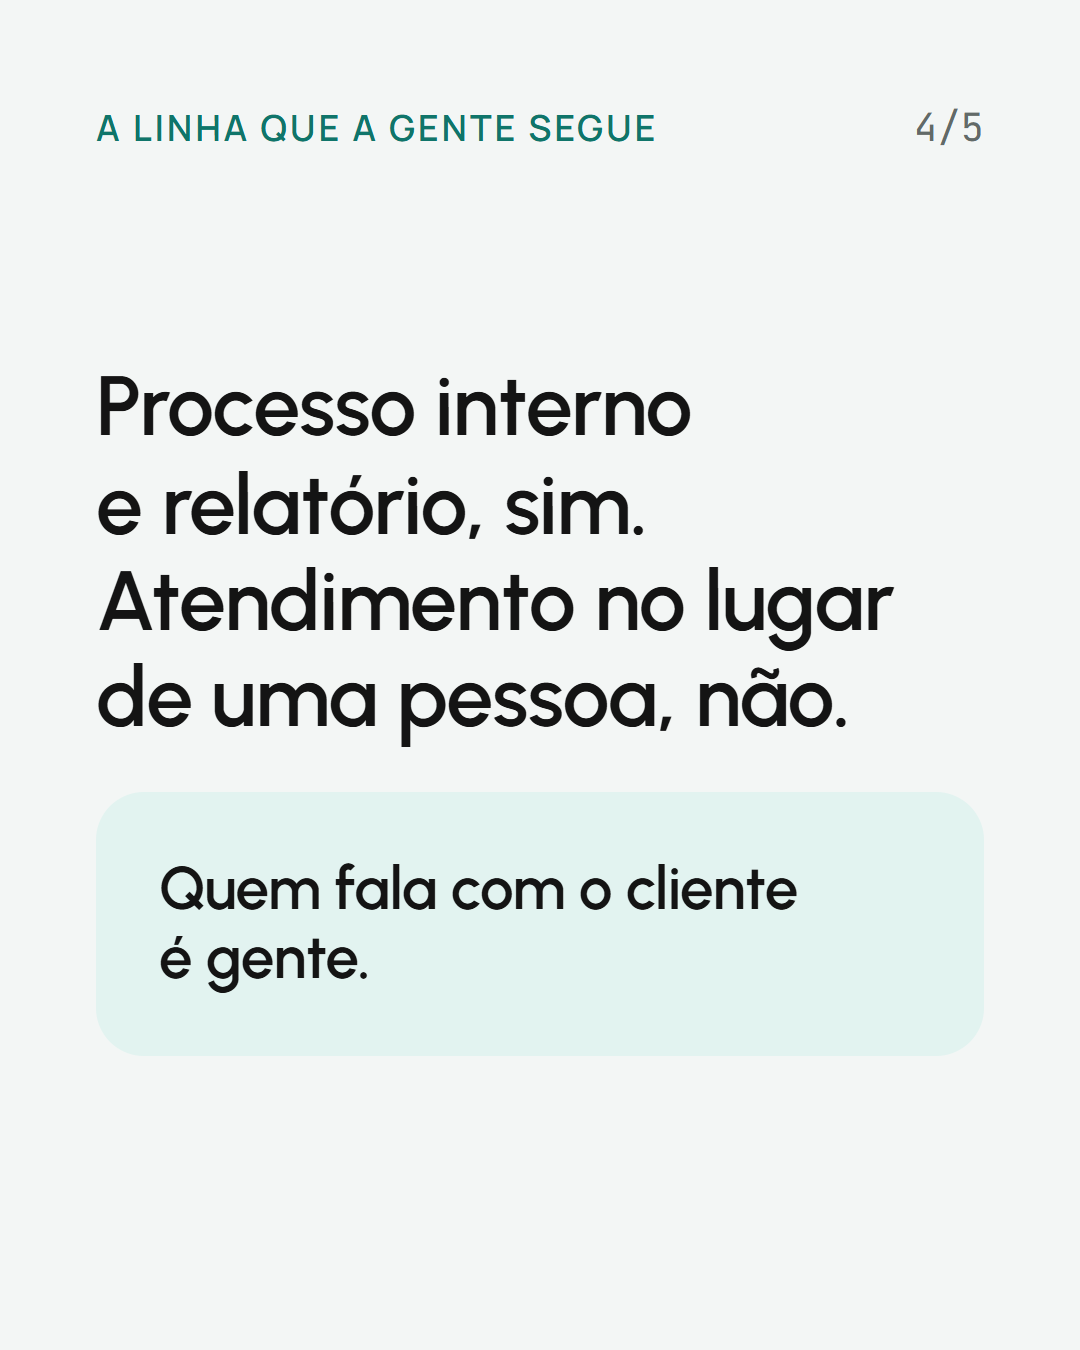 A LINHA QUE A GENTE SEGUE
4/5
Processo interno
e relatório, sim.
Atendimento no lugar
de uma pessoa, não.
Quem fala com o cliente
é gente.